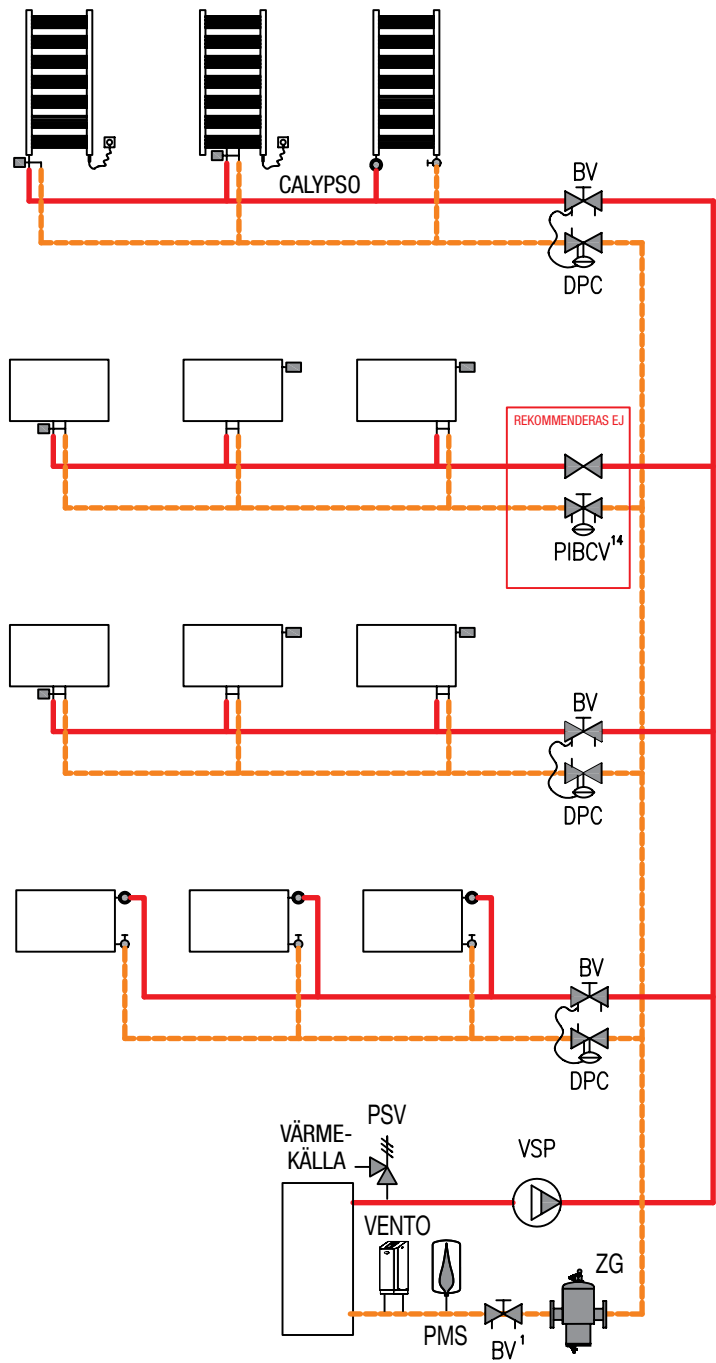 CALYPSO
BV
DPC
REKOMMENDERAS EJ
PIBCV¹⁴
BV
DPC
BV
DPC
PSV
VÄRME-
KÄLLA
VSP
VENTO
ZG
PMS
BV¹